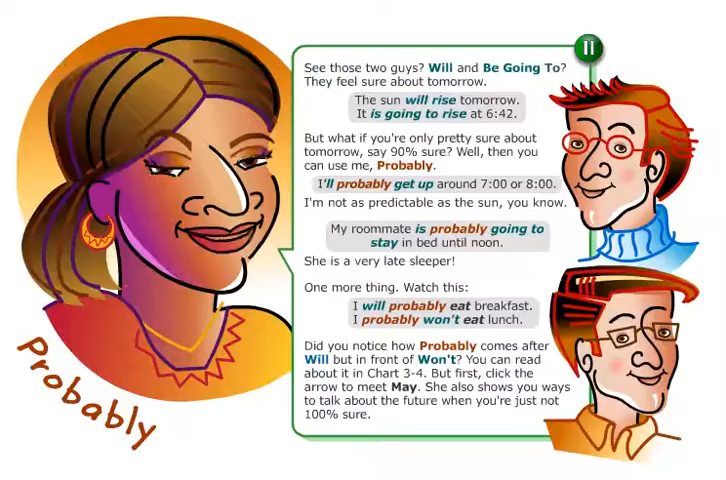 II
See those two guys? Will and Be Going To?
They feel sure about tomorrow.
The sun will rise tomorrow.
It is going to rise at 6:42.
But what if you're only pretty sure about
tomorrow, say 90% sure? Well, then you
can use me, Probably.
I'll probably get up around 7:00 or 8:00.
I'm not as predictable as the sun, you know.
My roommate is probably going to
stay in bed until noon.
She is a very late sleeper!
One more thing. Watch this:
I will probably eat breakfast.
I probably won't eat lunch.
Did you notice how Probably comes after
Will but in front of Won't? You can read
about it in Chart 3-4. But first, click the
arrow to meet May. She also shows you ways
to talk about the future when you're just not
100% sure.
Probably